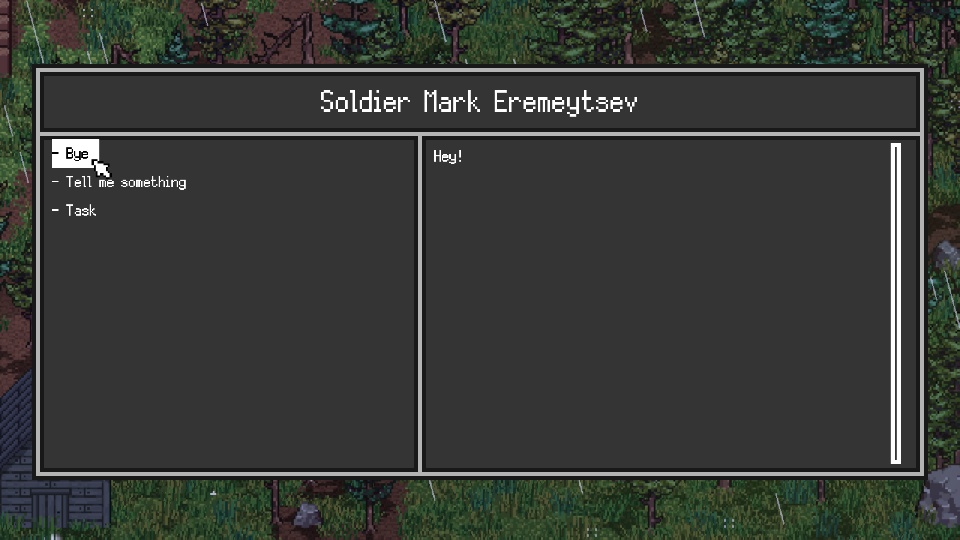 Soldier Mark Eremeytsev
- Bye
- Tell me something
- Task
Hey!